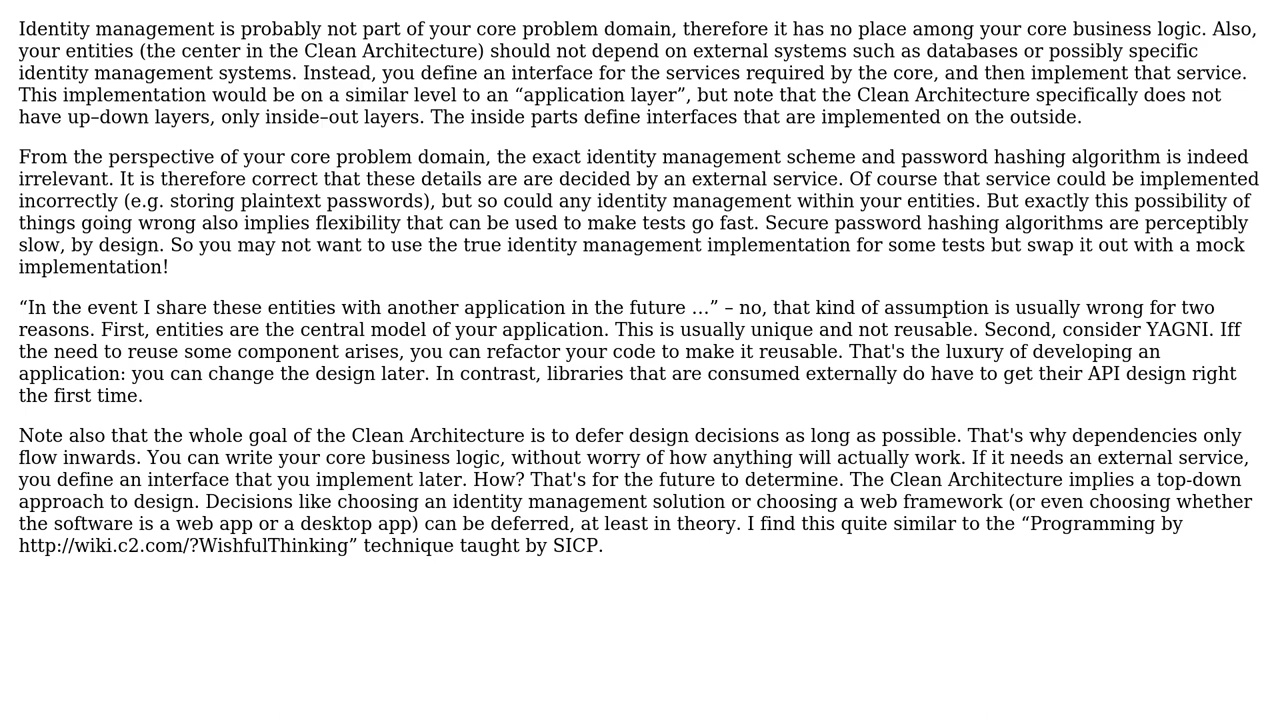 Identity management is probably not part of your core problem domain, therefore it has no place among your core business logic. Also,
your entities (the center in the Clean Architecture) should not depend on external systems such as databases or possibly specific
identity management systems. Instead, you define an interface for the services required by the core, and then implement that service.
This implementation would be on a similar level to an “application layer”, but note that the Clean Architecture specifically does not
have up–down layers, only inside–out layers. The inside parts define interfaces that are implemented on the outside.
From the perspective of your core problem domain, the exact identity management scheme and password hashing algorithm is indeed
irrelevant. It is therefore correct that these details are are decided by an external service. Of course that service could be implemented
incorrectly (e.g. storing plaintext passwords), but so could any identity management within your entities. But exactly this possibility of
things going wrong also implies flexibility that can be used to make tests go fast. Secure password hashing algorithms are perceptibly
slow, by design. So you may not want to use the true identity management implementation for some tests but swap it out with a mock
implementation!
“In the event I share these entities with another application in the future …” – no, that kind of assumption is usually wrong for two
reasons. First, entities are the central model of your application. This is usually unique and not reusable. Second, consider YAGNI. Iff
the need to reuse some component arises, you can refactor your code to make it reusable. That's the luxury of developing an
application: you can change the design later. In contrast, libraries that are consumed externally do have to get their API design right
the first time.
Note also that the whole goal of the Clean Architecture is to defer design decisions as long as possible. That's why dependencies only
flow inwards. You can write your core business logic, without worry of how anything will actually work. If it needs an external service,
you define an interface that you implement later. How? That's for the future to determine. The Clean Architecture implies a top-down
approach to design. Decisions like choosing an identity management solution or choosing a web framework (or even choosing whether
the software is a web app or a desktop app) can be deferred, at least in theory. I find this quite similar to the “Programming by
http://wiki.c2.com/?WishfulThinking” technique taught by SICP.